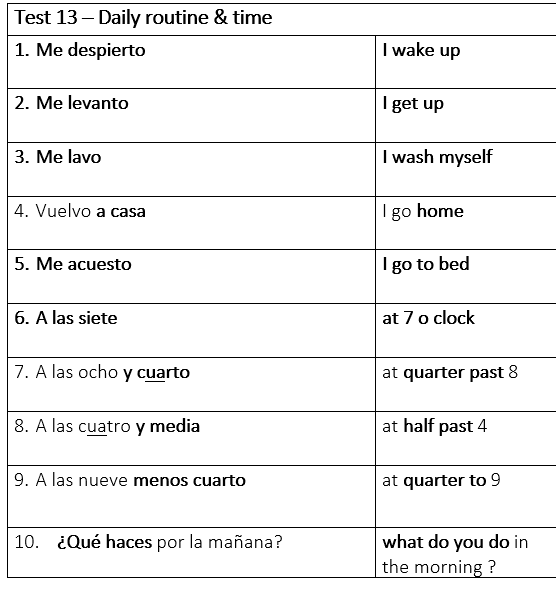 Test 13 – Daily routine & time
1. Me despierto
I wake up
2. Me levanto
I get up
3. Me lavo
I wash myself
4. Vuelvo a casa
I go home
5. Me acuesto
I go to bed
6. A las siete
at 7 o clock
7. A las ocho y cuarto
at quarter past 8
8. A las cuatro y media
at half past 4
9. A las nueve menos cuarto
at quarter to 9
10. ¿Qué haces por la mañana?
what do you do in
the morning ?